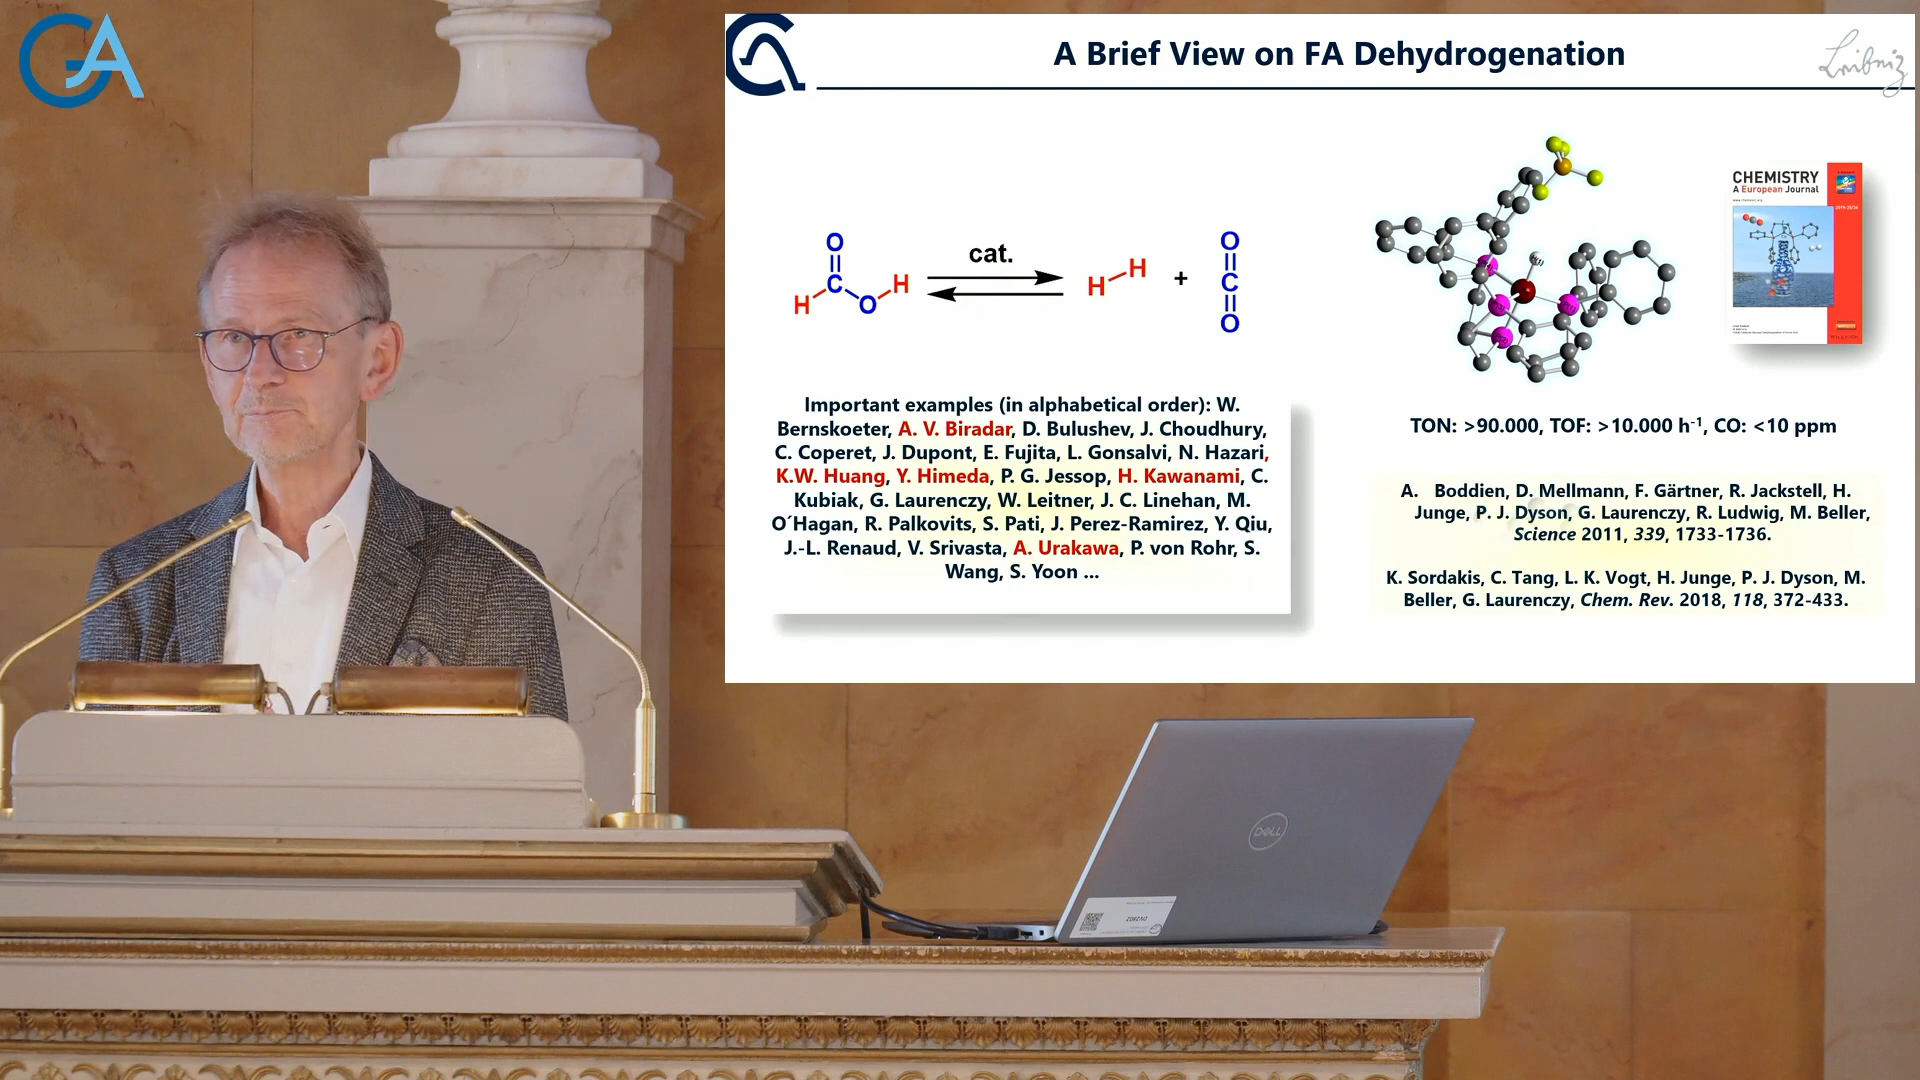 GA
A Brief View on FA Dehydrogenation
Leibniz
O
C
H
O
H
cat.
H
H
+
O
C
O
CHEMISTRY
A European Journal
Important examples (in alphabetical order): W.
Bernskoeter, A. V. Biradar, D. Bulushev, J. Choudhury,
C. Coperet, J. Dupont, E. Fujita, L. Gonsalvi, N. Hazari,
K.W. Huang, Y. Himeda, P. G. Jessop, H. Kawanami, C.
Kubiak, G. Laurenczy, W. Leitner, J. C. Linehan, M.
O´Hagan, R. Palkovits, S. Pati, J. Perez-Ramirez, Y. Qiu,
J.-L. Renaud, V. Srivasta, A. Urakawa, P. von Rohr, S.
Wang, S. Yoon ...
TON: >90.000, TOF: >10.000 h⁻¹, CO: <10 ppm
A. Boddien, D. Mellmann, F. Gärtner, R. Jackstell, H.
Junge, P. J. Dyson, G. Laurenczy, R. Ludwig, M. Beller,
Science 2011, 339, 1733-1736.
K. Sordakis, C. Tang, L. K. Vogt, H. Junge, P. J. Dyson, M.
Beller, G. Laurenczy, Chem. Rev. 2018, 118, 372-433.
DELL